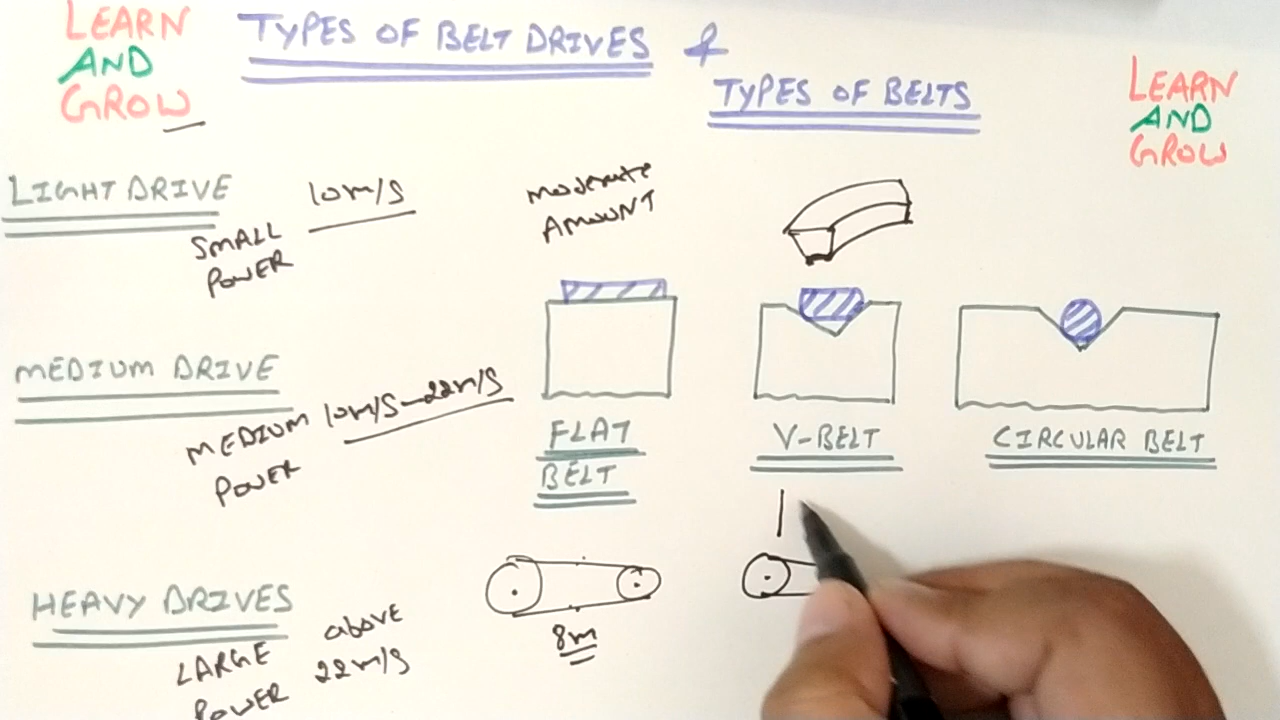 LEARN
AND
GROW
TYPES OF BELT DRIVES &
TYPES OF BELTS
LEARN
AND
GROW
LIGHT DRIVE
10m/s
SMALL
POWER
moderate
AMOUNT
MEDIUM DRIVE
MEDIUM 10m/s-22m/s
POWER
FLAT
BELT
V-BELT
CIRCULAR BELT
HEAVY DRIVES
LARGE
POWER
above
22m/s
8m